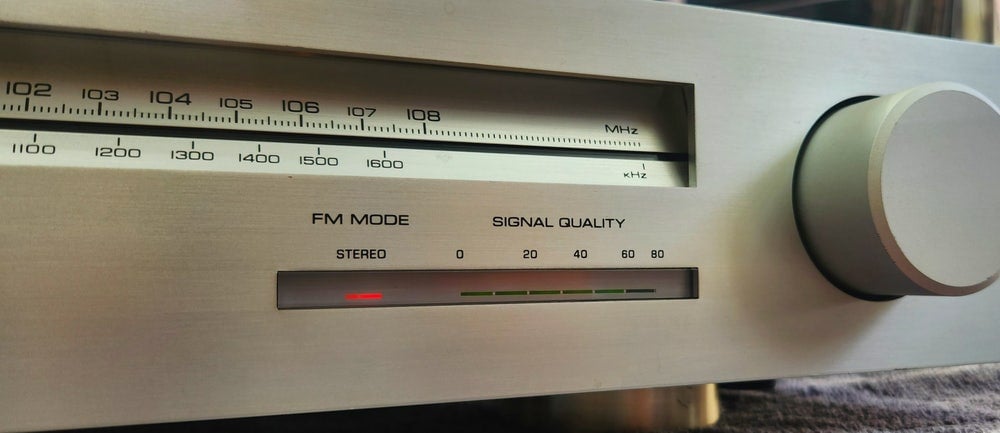 102 103 104 105 106 107 108 MHz
1100 1200 1300 1400 1500 1600 kHz
FM MODE SIGNAL QUALITY
STEREO 0 20 40 60 80